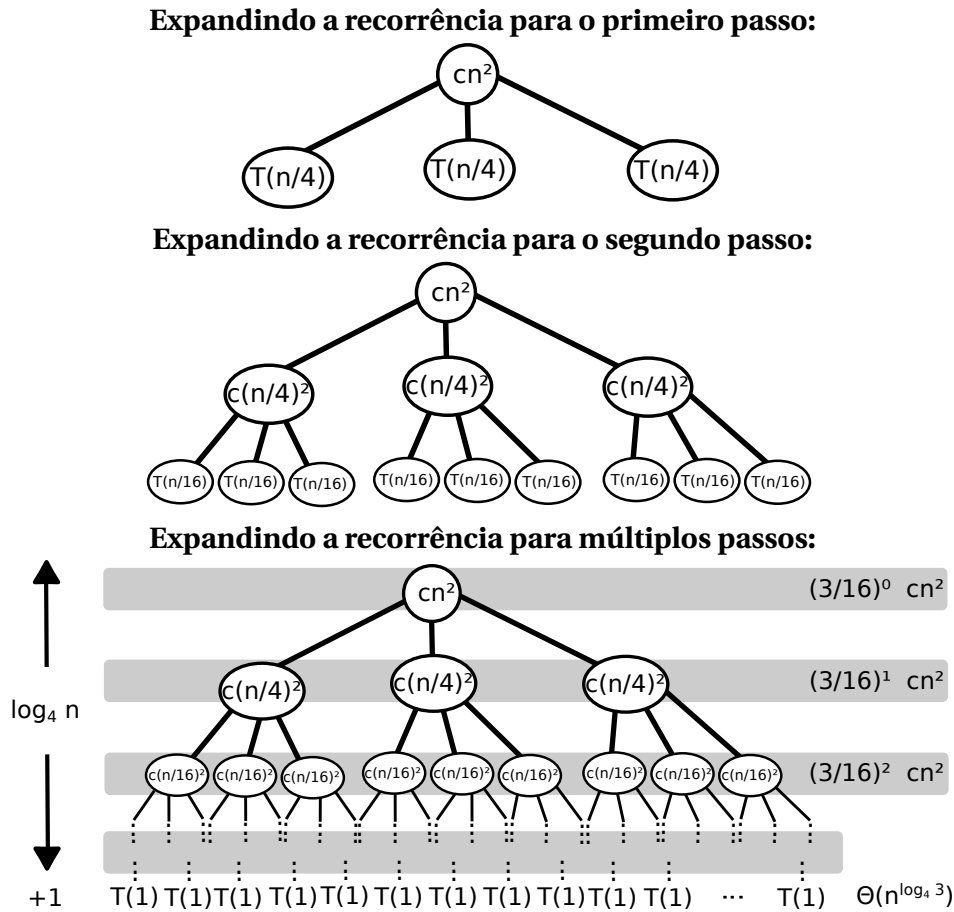 Expandindo a recorrência para o primeiro passo:
cn²
T(n/4) T(n/4) T(n/4)
Expandindo a recorrência para o segundo passo:
cn²
c(n/4)² c(n/4)² c(n/4)²
T(n/16) T(n/16) T(n/16) T(n/16) T(n/16) T(n/16) T(n/16) T(n/16) T(n/16)
Expandindo a recorrência para múltiplos passos:
cn² (3/16)⁰ cn²
c(n/4)² c(n/4)² c(n/4)² (3/16)¹ cn²
log₄ n
c(n/16)² c(n/16)² c(n/16)² c(n/16)² c(n/16)² c(n/16)² c(n/16)² c(n/16)² c(n/16)² (3/16)² cn²
+1 T(1) T(1) T(1) T(1) T(1) T(1) T(1) T(1) T(1) T(1) T(1) ... T(1) Θ(n^log₄ 3)